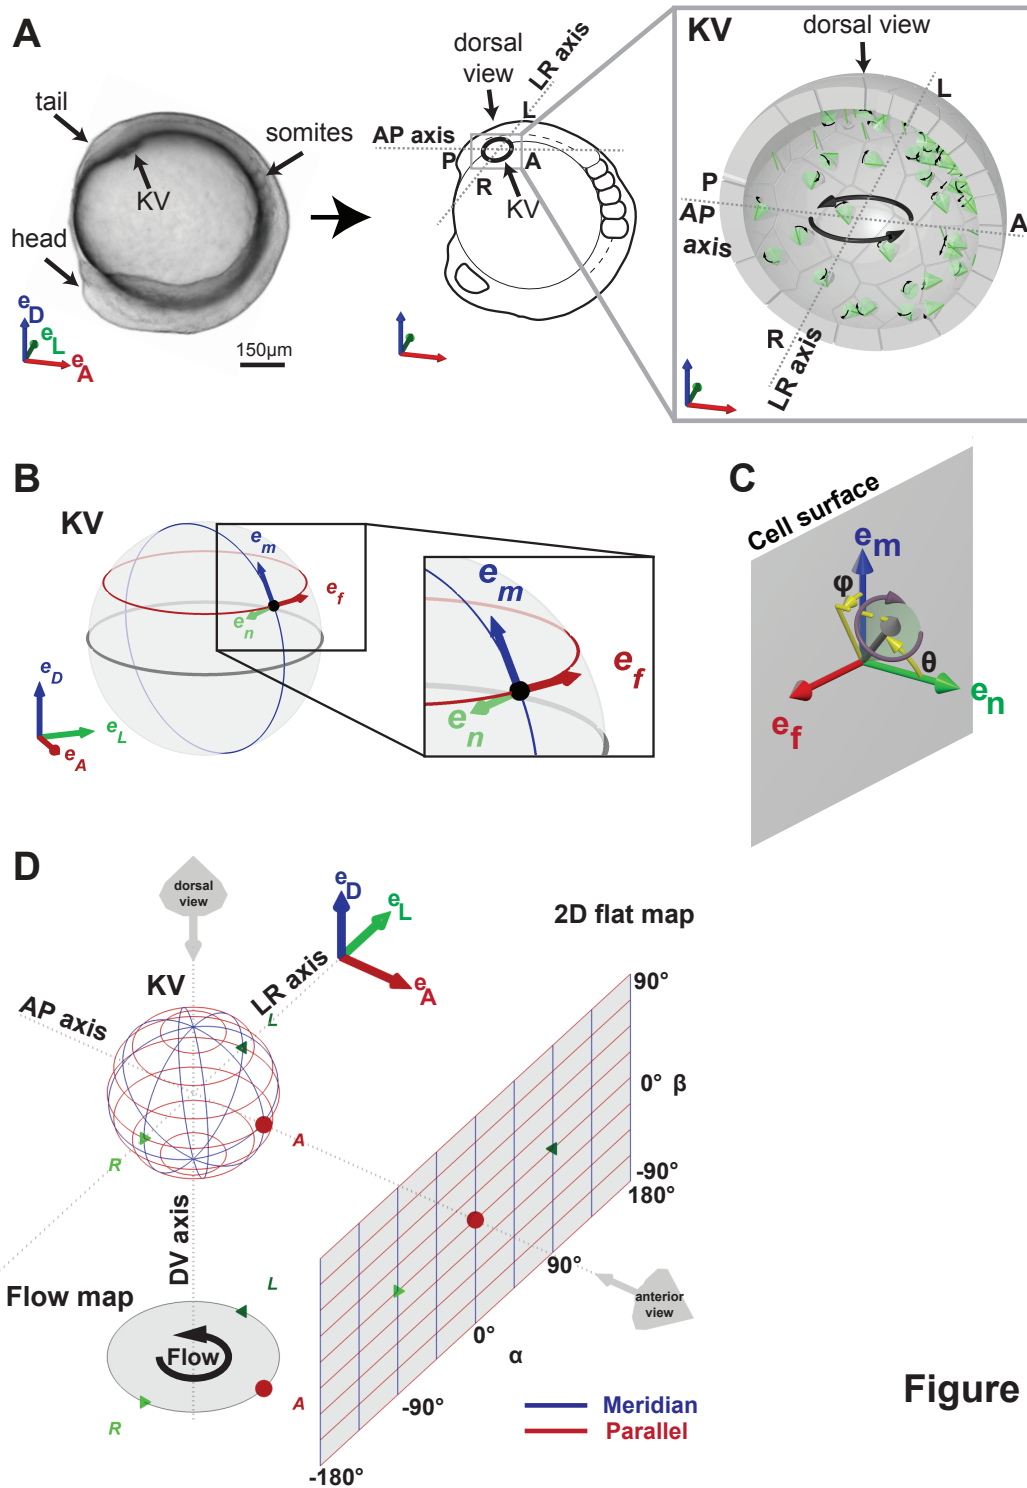 A
tail
KV
somites
head
e_D
e_L
e_A
150µm
dorsal
view
LR axis
L
AP axis
P
A
R
KV
KV
dorsal view
L
P
AP
axis
A
R
LR axis
B
KV
e_m
e_f
e_n
e_D
e_L
e_A
e_m
e_f
e_n
C
Cell surface
e_m
φ
θ
e_n
e_f
D
dorsal
view
e_D
e_L
e_A
2D flat map
KV
LR axis
AP axis
L
A
R
90°
0° β
-90°
180°
90°
0°
α
-90°
-180°
anterior
view
DV axis
Flow map
L
Flow
A
R
Meridian
Parallel
Figure